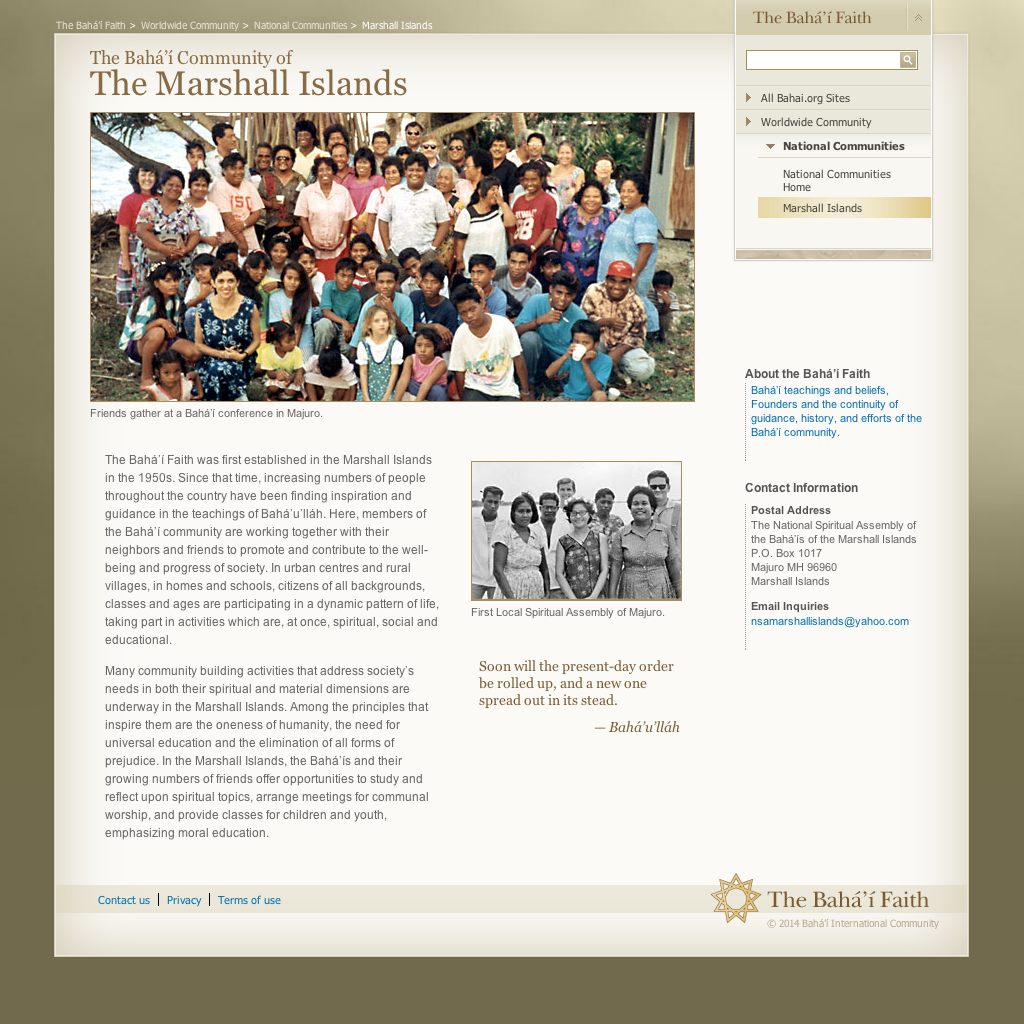 The Bahá’í Faith > Worldwide Community > National Communities > Marshall Islands
The Bahá’í Faith
The Bahá’í Community of
The Marshall Islands
All Bahai.org Sites
Worldwide Community
National Communities
National Communities
Home
Marshall Islands
Friends gather at a Bahá’í conference in Majuro.
The Bahá’í Faith was first established in the Marshall Islands
in the 1950s. Since that time, increasing numbers of people
throughout the country have been finding inspiration and
guidance in the teachings of Bahá’u’lláh. Here, members of
the Bahá’í community are working together with their
neighbors and friends to promote and contribute to the well-
being and progress of society. In urban centres and rural
villages, in homes and schools, citizens of all backgrounds,
classes and ages are participating in a dynamic pattern of life,
taking part in activities which are, at once, spiritual, social and
educational.
Many community building activities that address society’s
needs in both their spiritual and material dimensions are
underway in the Marshall Islands. Among the principles that
inspire them are the oneness of humanity, the need for
universal education and the elimination of all forms of
prejudice. In the Marshall Islands, the Bahá’ís and their
growing numbers of friends offer opportunities to study and
reflect upon spiritual topics, arrange meetings for communal
worship, and provide classes for children and youth,
emphasizing moral education.
First Local Spiritual Assembly of Majuro.
Soon will the present-day order
be rolled up, and a new one
spread out in its stead.
— Bahá’u’lláh
About the Bahá’í Faith
Bahá’í teachings and beliefs,
Founders and the continuity of
guidance, history, and efforts of the
Bahá’í community.
Contact Information
Postal Address
The National Spiritual Assembly of
the Bahá’ís of the Marshall Islands
P.O. Box 1017
Majuro MH 96960
Marshall Islands
Email Inquiries
nsamarshallislands@yahoo.com
Contact us | Privacy | Terms of use
The Bahá’í Faith
© 2014 Bahá’í International Community